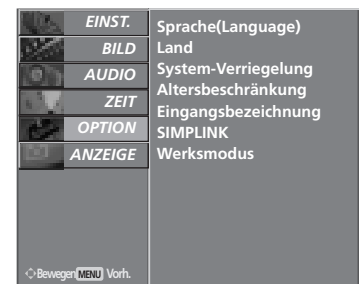 EINST.
BILD
AUDIO
ZEIT
OPTION
ANZEIGE
Sprache(Language)
Land
System-Verriegelung
Altersbeschränkung
Eingangsbezeichnung
SIMPLINK
Werksmodus
Bewegen MENU Vorh.